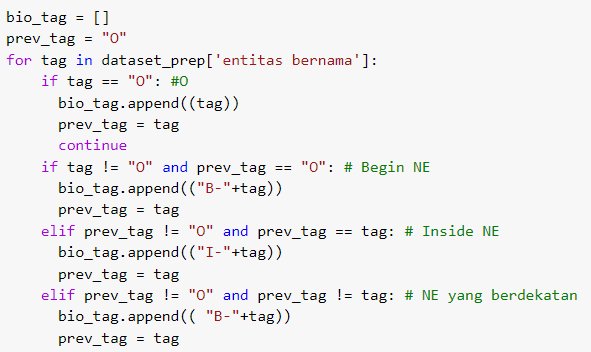 bio_tag = []
prev_tag = "O"
for tag in dataset_prep['entitas bernama']:
    if tag == "O": #O
      bio_tag.append((tag))
      prev_tag = tag
      continue
    if tag != "O" and prev_tag == "O": # Begin NE
      bio_tag.append(("B-"+tag))
      prev_tag = tag
    elif prev_tag != "O" and prev_tag == tag: # Inside NE
      bio_tag.append(("I-"+tag))
      prev_tag = tag
    elif prev_tag != "O" and prev_tag != tag: # NE yang berdekatan
      bio_tag.append(( "B-"+tag))
      prev_tag = tag